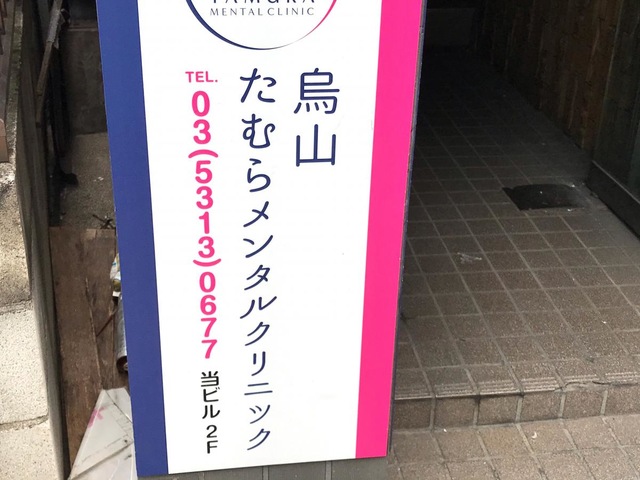 TAMURA
MENTAL CLINIC
烏山
たむらメンタルクリニック
TEL.
03(5313)0677
当ビル2F